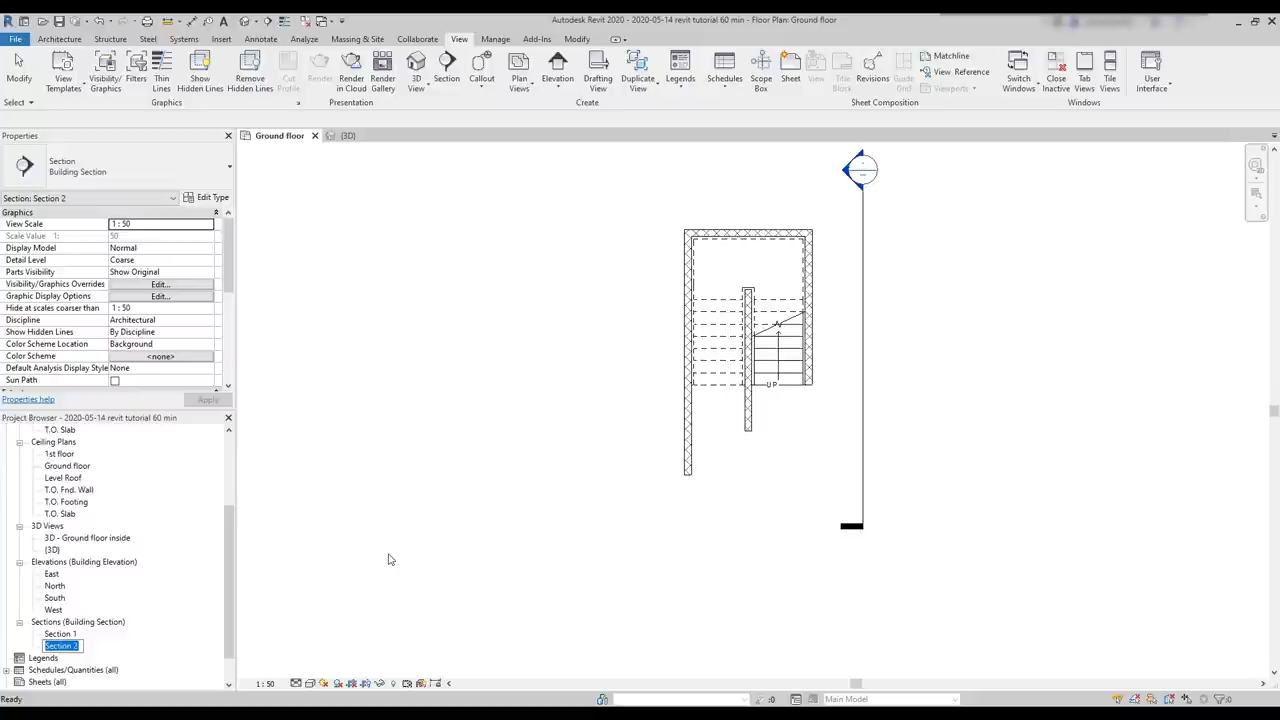 Autodesk Revit 2020 - 2020-05-14 revit tutorial 60 min - Floor Plan: Ground floor
File Architecture Structure Steel Systems Insert Annotate Analyze Massing & Site Collaborate View Manage Add-Ins Modify
Modify
View Templates
Visibility/ Graphics
Filters
Thin Lines
Show Hidden Lines
Remove Hidden Lines
Cut Profile
Render
Render in Cloud
Render Gallery
3D View
Section
Callout
Plan Views
Elevation
Drafting View
Duplicate View
Legends
Schedules
Scope Box
Sheet
View
Title Block
Revisions
Guide Grid
Matchline
View Reference
Viewports
Switch Windows
Close Inactive
Tab Views
Tile Views
User Interface
Select Graphics Presentation Create Sheet Composition Windows
Properties
Ground floor
{3D}
Section
Building Section
Section: Section 2 Edit Type
Graphics
View Scale 1 : 50
Scale Value 1: 50
Display Model Normal
Detail Level Coarse
Parts Visibility Show Original
Visibility/Graphics Overrides Edit...
Graphic Display Options Edit...
Hide at scales coarser than 1 : 50
Discipline Architectural
Show Hidden Lines By Discipline
Color Scheme Location Background
Color Scheme <none>
Default Analysis Display Style None
Sun Path
Properties help Apply
Project Browser - 2020-05-14 revit tutorial 60 min
T.O. Slab
Ceiling Plans
1st floor
Ground floor
Level Roof
T.O. Fnd. Wall
T.O. Footing
T.O. Slab
3D Views
3D - Ground floor inside
{3D}
Elevations (Building Elevation)
East
North
South
West
Sections (Building Section)
Section 1
Section 2
Legends
Schedules/Quantities (all)
Sheets (all)
UP
1 : 50
Ready
:0
Main Model
:0